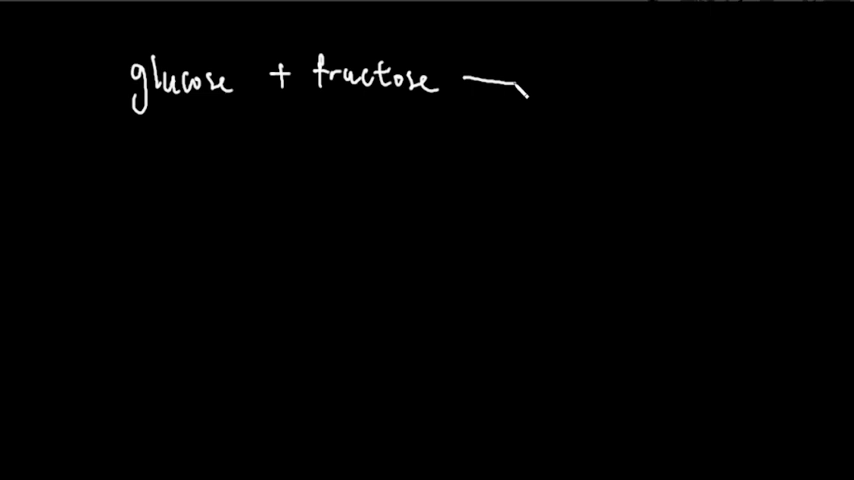 glucose + fructose →